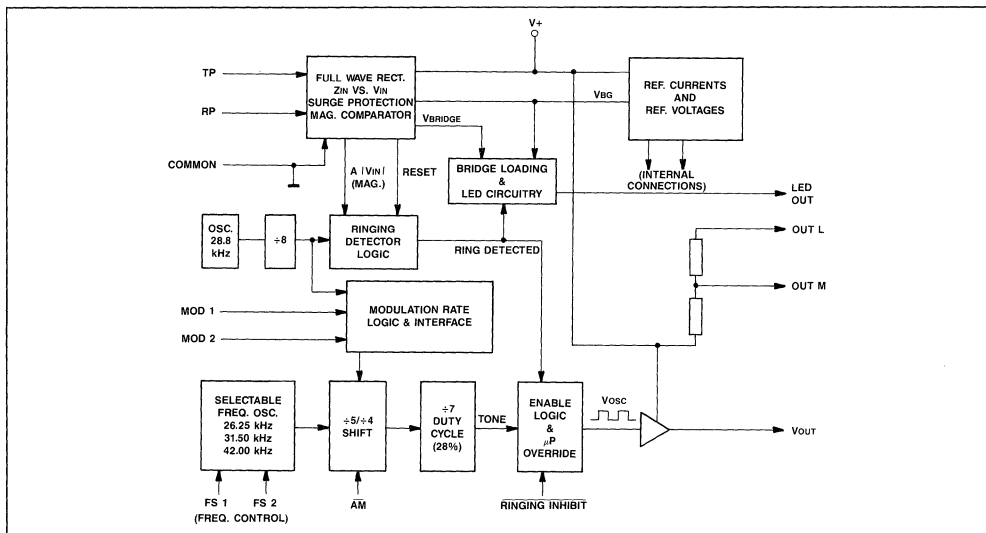 V+
TP
RP
COMMON
FULL WAVE RECT.
ZIN VS. VIN
SURGE PROTECTION
MAG. COMPARATOR
VBRIDGE
VBG
REF. CURRENTS
AND
REF. VOLTAGES
(INTERNAL
CONNECTIONS)
A |VIN|
(MAG.)
RESET
BRIDGE LOADING
&
LED CIRCUITRY
LED
OUT
OUT L
OUT M
OSC.
28.8
kHz
÷8
RINGING
DETECTOR
LOGIC
RING DETECTED
MOD 1
MOD 2
MODULATION RATE
LOGIC & INTERFACE
SELECTABLE
FREQ. OSC.
26.25 kHz
31.50 kHz
42.00 kHz
÷5/÷4
SHIFT
÷7
DUTY
CYCLE
(28%)
TONE
ENABLE
LOGIC
&
μP
OVERRIDE
VOSC
VOUT
FS 1
FS 2
(FREQ. CONTROL)
AM
RINGING INHIBIT